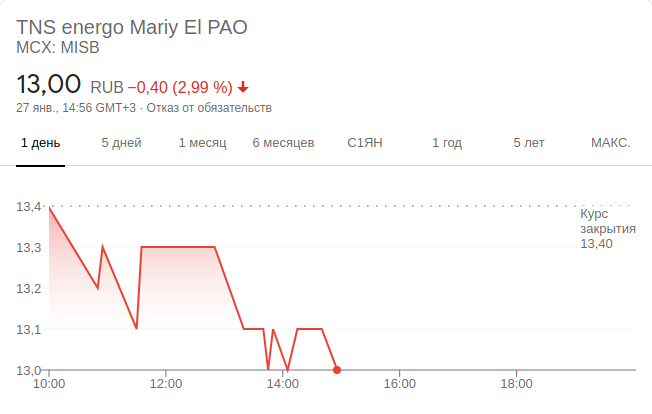 TNS energo Mariy El PAO
MCX: MISB
13,00 RUB −0,40 (2,99 %)
27 янв., 14:56 GMT+3 · Отказ от обязательств
1 день 5 дней 1 месяц 6 месяцев С1ЯН 1 год 5 лет МАКС.
13,4
Курс
закрытия
13,40
13,3
13,2
13,1
13,0
10:00 12:00 14:00 16:00 18:00